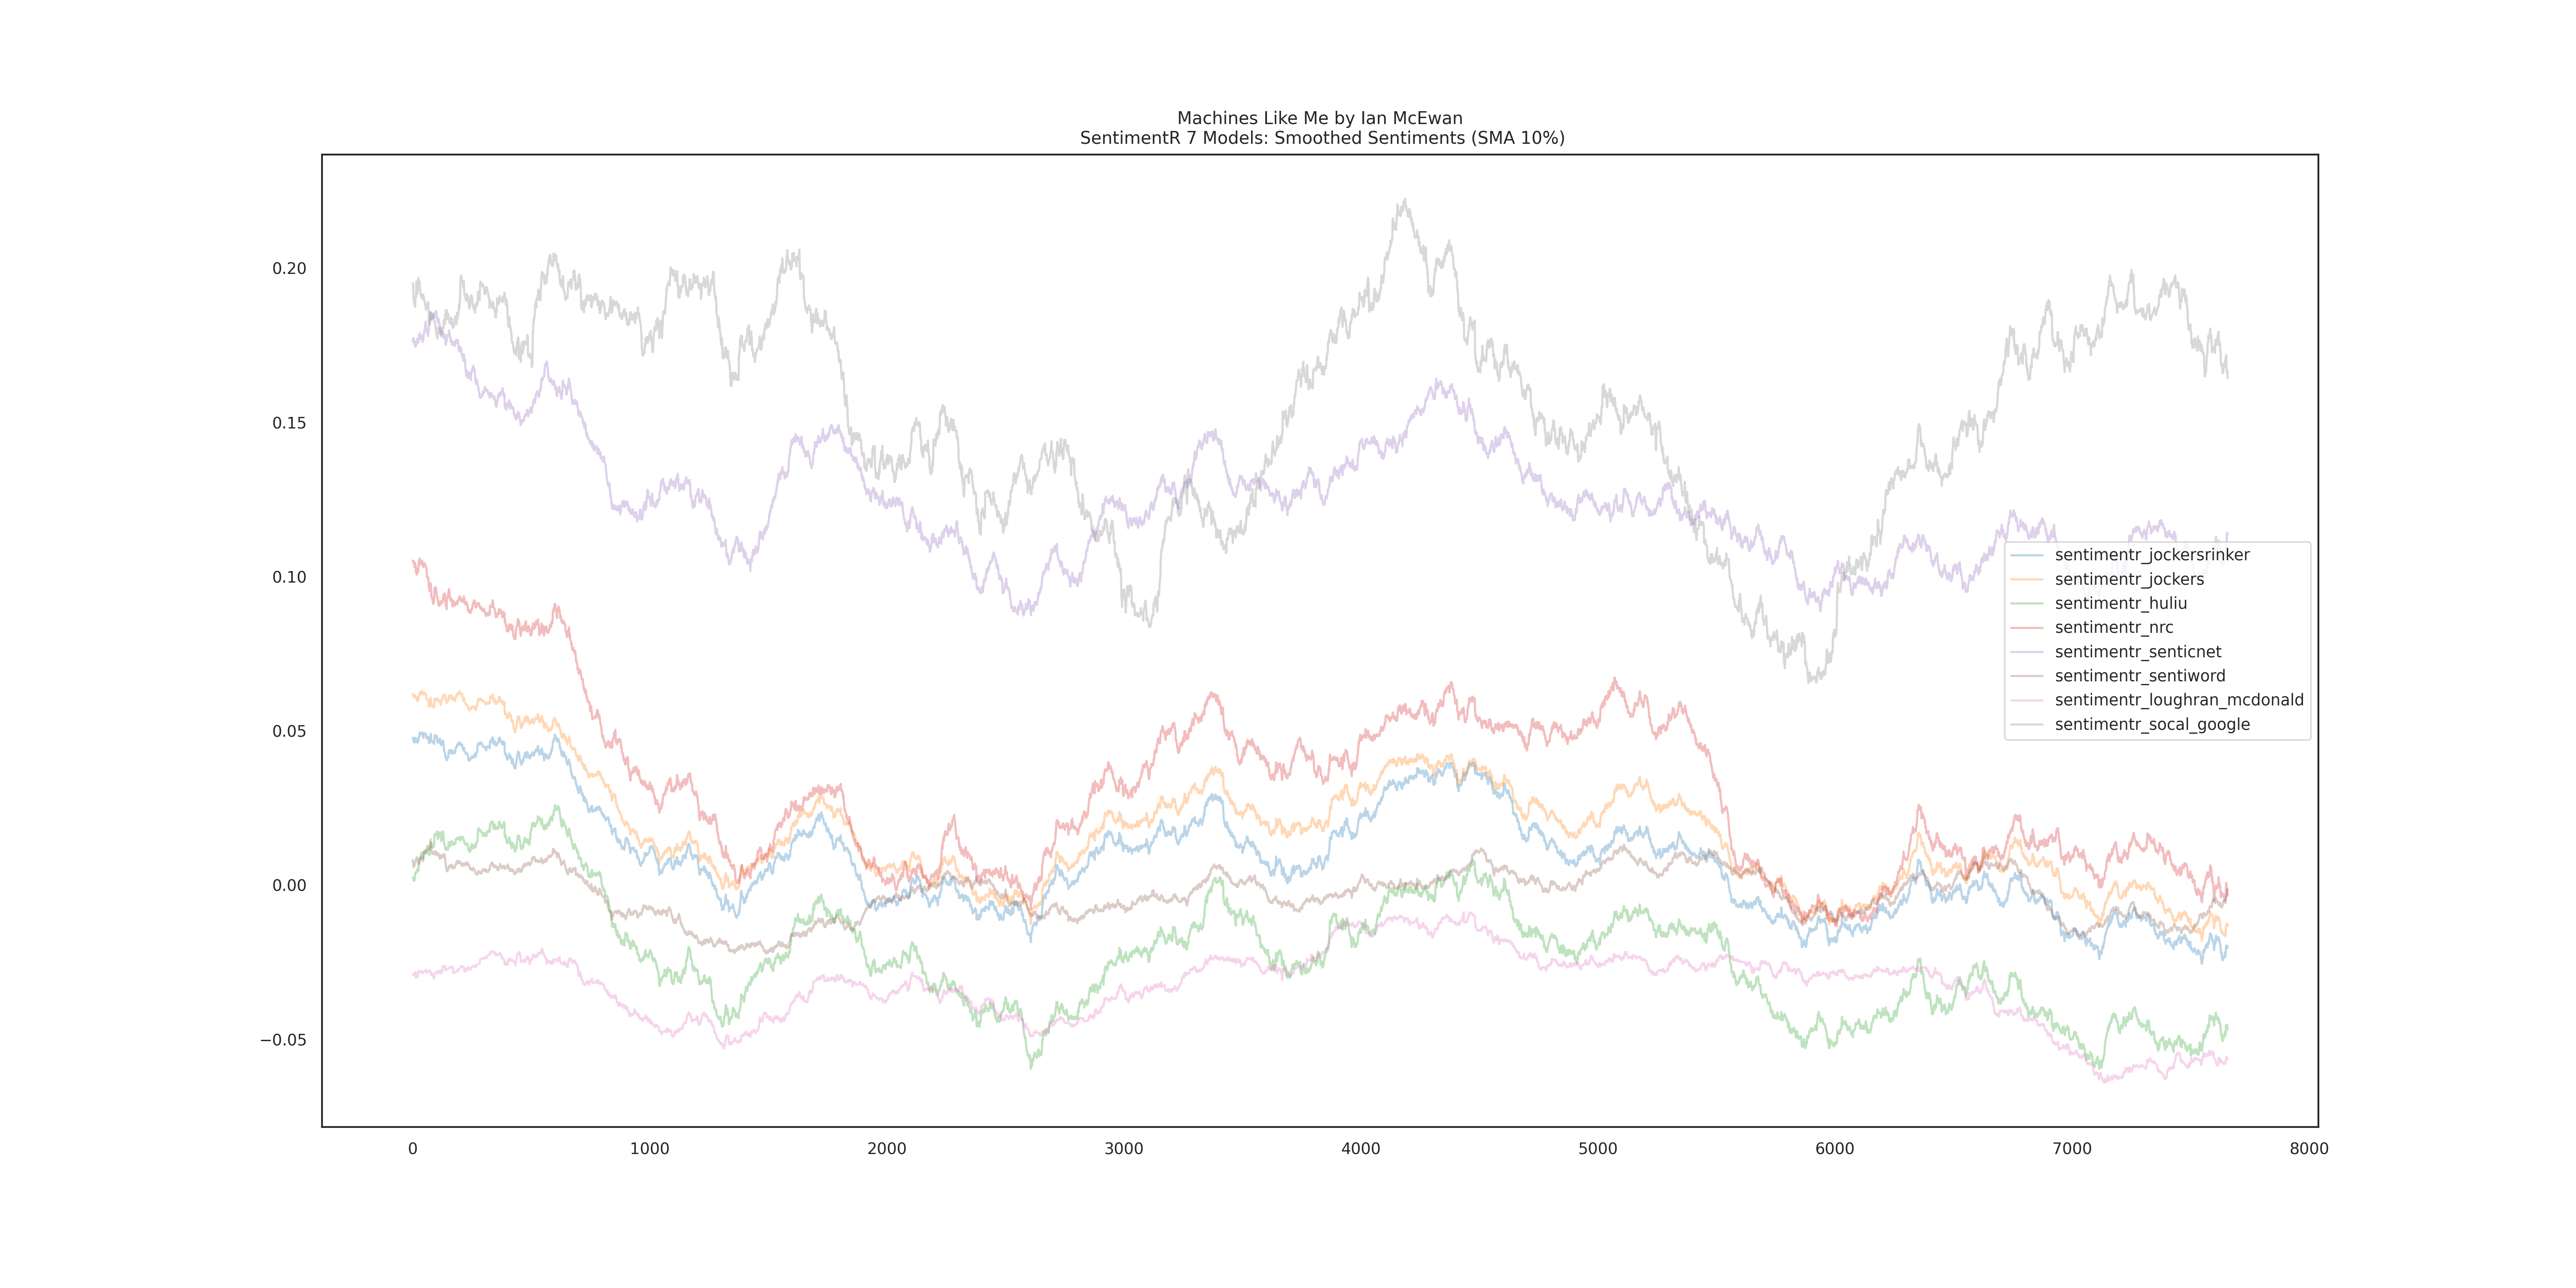 Machines Like Me by Ian McEwan
SentimentR 7 Models: Smoothed Sentiments (SMA 10%)
0.20
0.15
0.10
0.05
0.00
−0.05
0 1000 2000 3000 4000 5000 6000 7000 8000
sentimentr_jockersrinker
sentimentr_jockers
sentimentr_huliu
sentimentr_nrc
sentimentr_senticnet
sentimentr_sentiword
sentimentr_loughran_mcdonald
sentimentr_socal_google